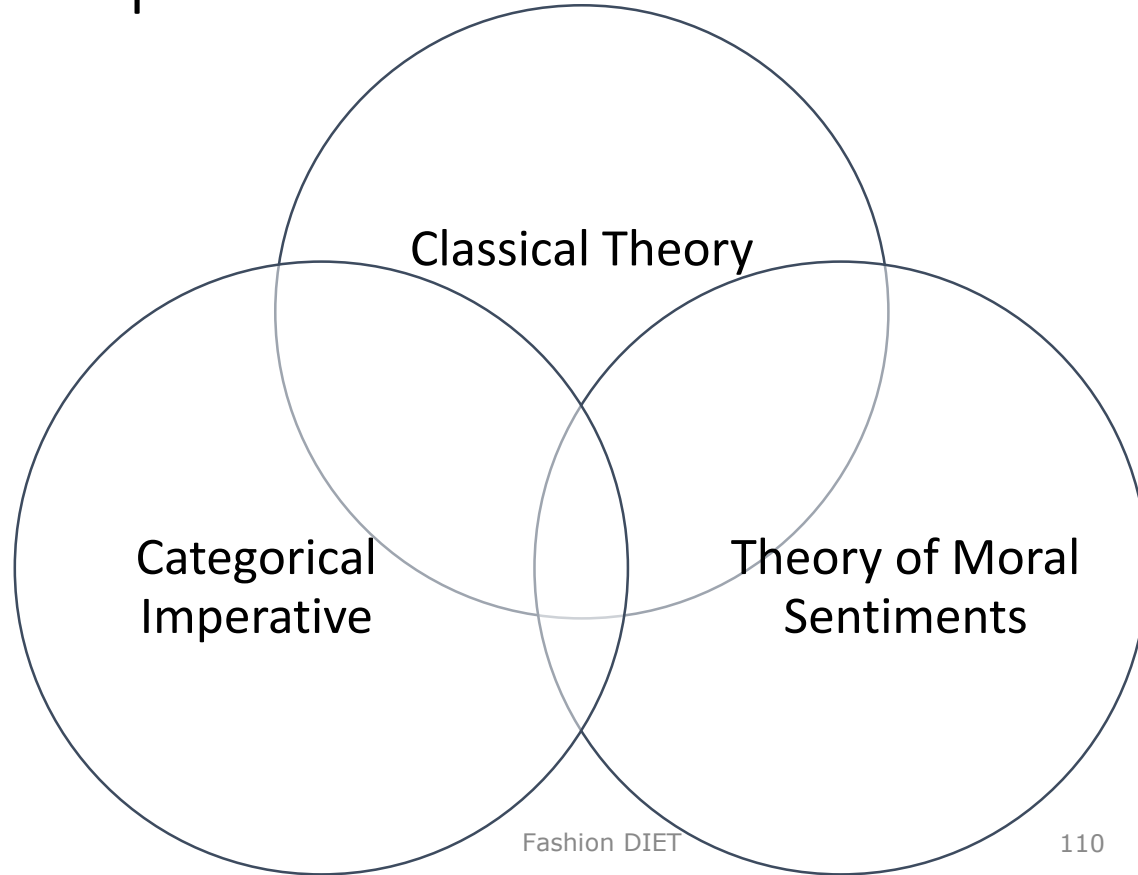 Classical Theory
Categorical
Imperative
Theory of Moral
Sentiments
Fashion DIET
110